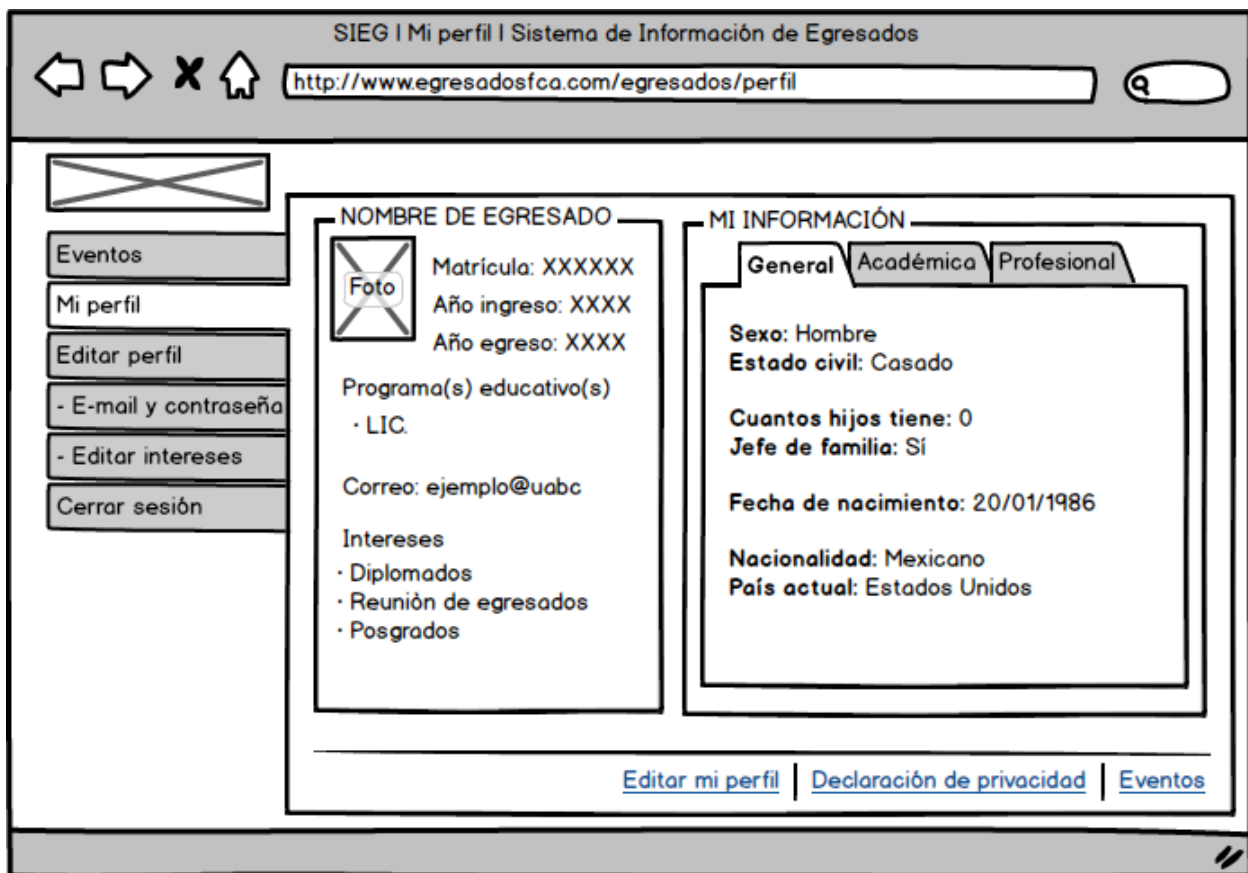 SIEG I Mi perfil I Sistema de Información de Egresados
http://www.egresadosfca.com/egresados/perfil
Eventos
Mi perfil
Editar perfil
- E-mail y contraseña
- Editar intereses
Cerrar sesión
NOMBRE DE EGRESADO
Foto
Matrícula: XXXXXX
Año ingreso: XXXX
Año egreso: XXXX
Programa(s) educativo(s)
· LIC.
Correo: ejemplo@uabc
Intereses
· Diplomados
· Reuniòn de egresados
· Posgrados
MI INFORMACIÓN
General Académica Profesional
Sexo: Hombre
Estado civil: Casado
Cuantos hijos tiene: 0
Jefe de familia: Sí
Fecha de nacimiento: 20/01/1986
Nacionalidad: Mexicano
País actual: Estados Unidos
Editar mi perfil | Declaración de privacidad | Eventos